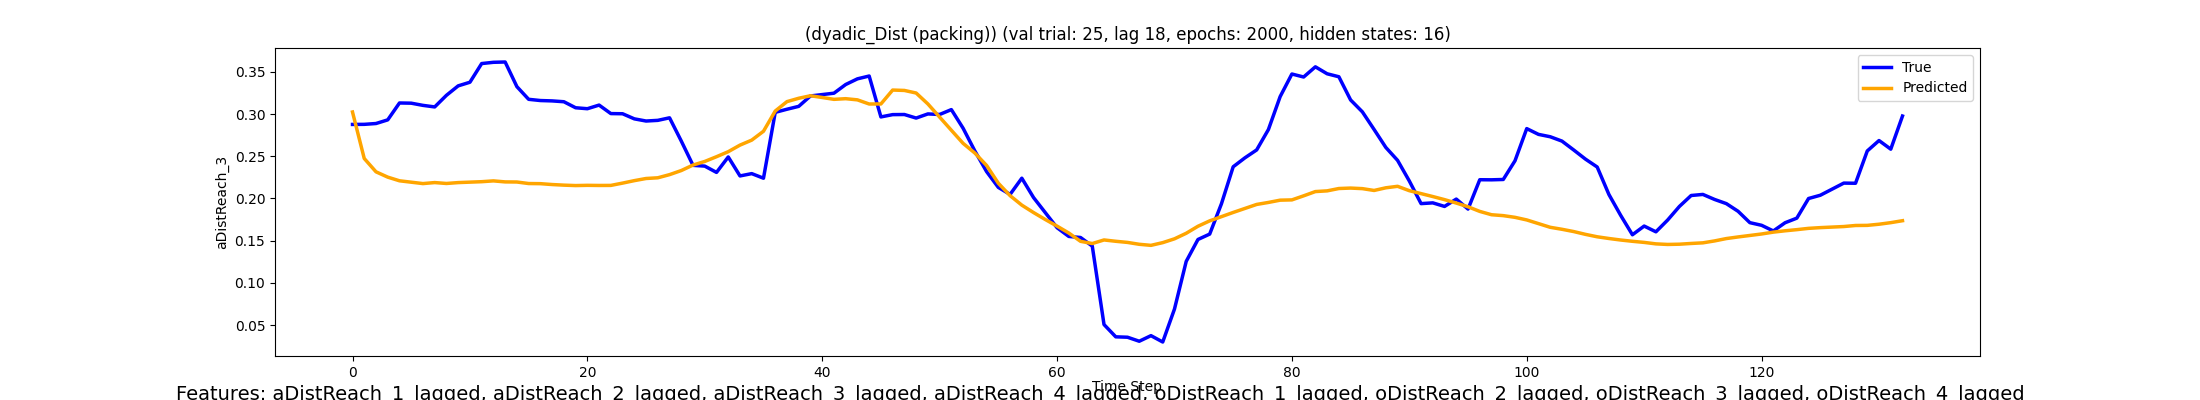 (dyadic_Dist (packing)) (val trial: 25, lag 18, epochs: 2000, hidden states: 16)
True
Predicted
aDistReach_3
0.35
0.30
0.25
0.20
0.15
0.10
0.05
0 20 40 60 80 100 120
Time Step
Features: aDistReach_1_lagged, aDistReach_2_lagged, aDistReach_3_lagged, aDistReach_4_lagged, oDistReach_1_lagged, oDistReach_2_lagged, oDistReach_3_lagged, oDistReach_4_lagged